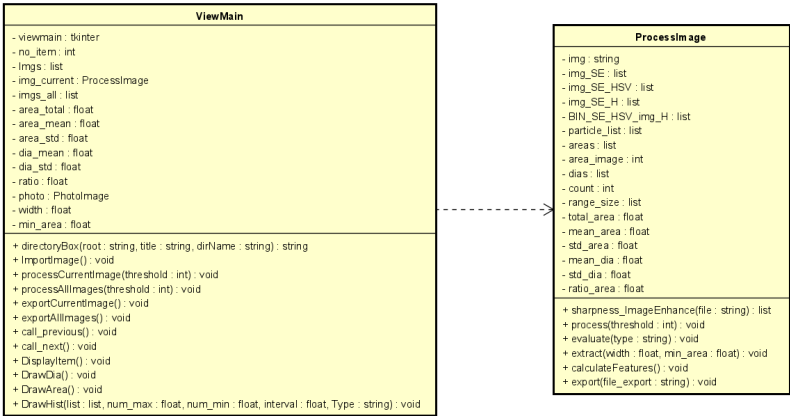 ViewMain
- viewmain : tkinter
- no_item : int
- Imgs : list
- img_current : ProcessImage
- imgs_all : list
- area_total : float
- area_mean : float
- area_std : float
- dia_mean : float
- dia_std : float
- ratio : float
- photo : PhotoImage
- width : float
- min_area : float
+ directoryBox(root : string, title : string, dirName : string) : string
+ ImportImage() : void
+ processCurrentImage(threshold : int) : void
+ processAllImages(threshold : int) : void
+ exportCurrentImage() : void
+ exportAllImages() : void
+ call_previous() : void
+ call_next() : void
+ DisplayItem() : void
+ DrawDia() : void
+ DrawArea() : void
+ DrawHist(list : list, num_max : float, num_min : float, interval : float, Type : string) : void
ProcessImage
- img : string
- img_SE : list
- img_SE_HSV : list
- img_SE_H : list
- BIN_SE_HSV_img_H : list
- particle_list : list
- areas : list
- area_image : int
- dias : list
- count : int
- range_size : list
- total_area : float
- mean_area : float
- std_area : float
- mean_dia : float
- std_dia : float
- ratio_area : float
+ sharpness_ImageEnhance(file : string) : list
+ process(threshold : int) : void
+ evaluate(type : string) : void
+ extract(width : float, min_area : float) : void
+ calculateFeatures() : void
+ export(file_export : string) : void